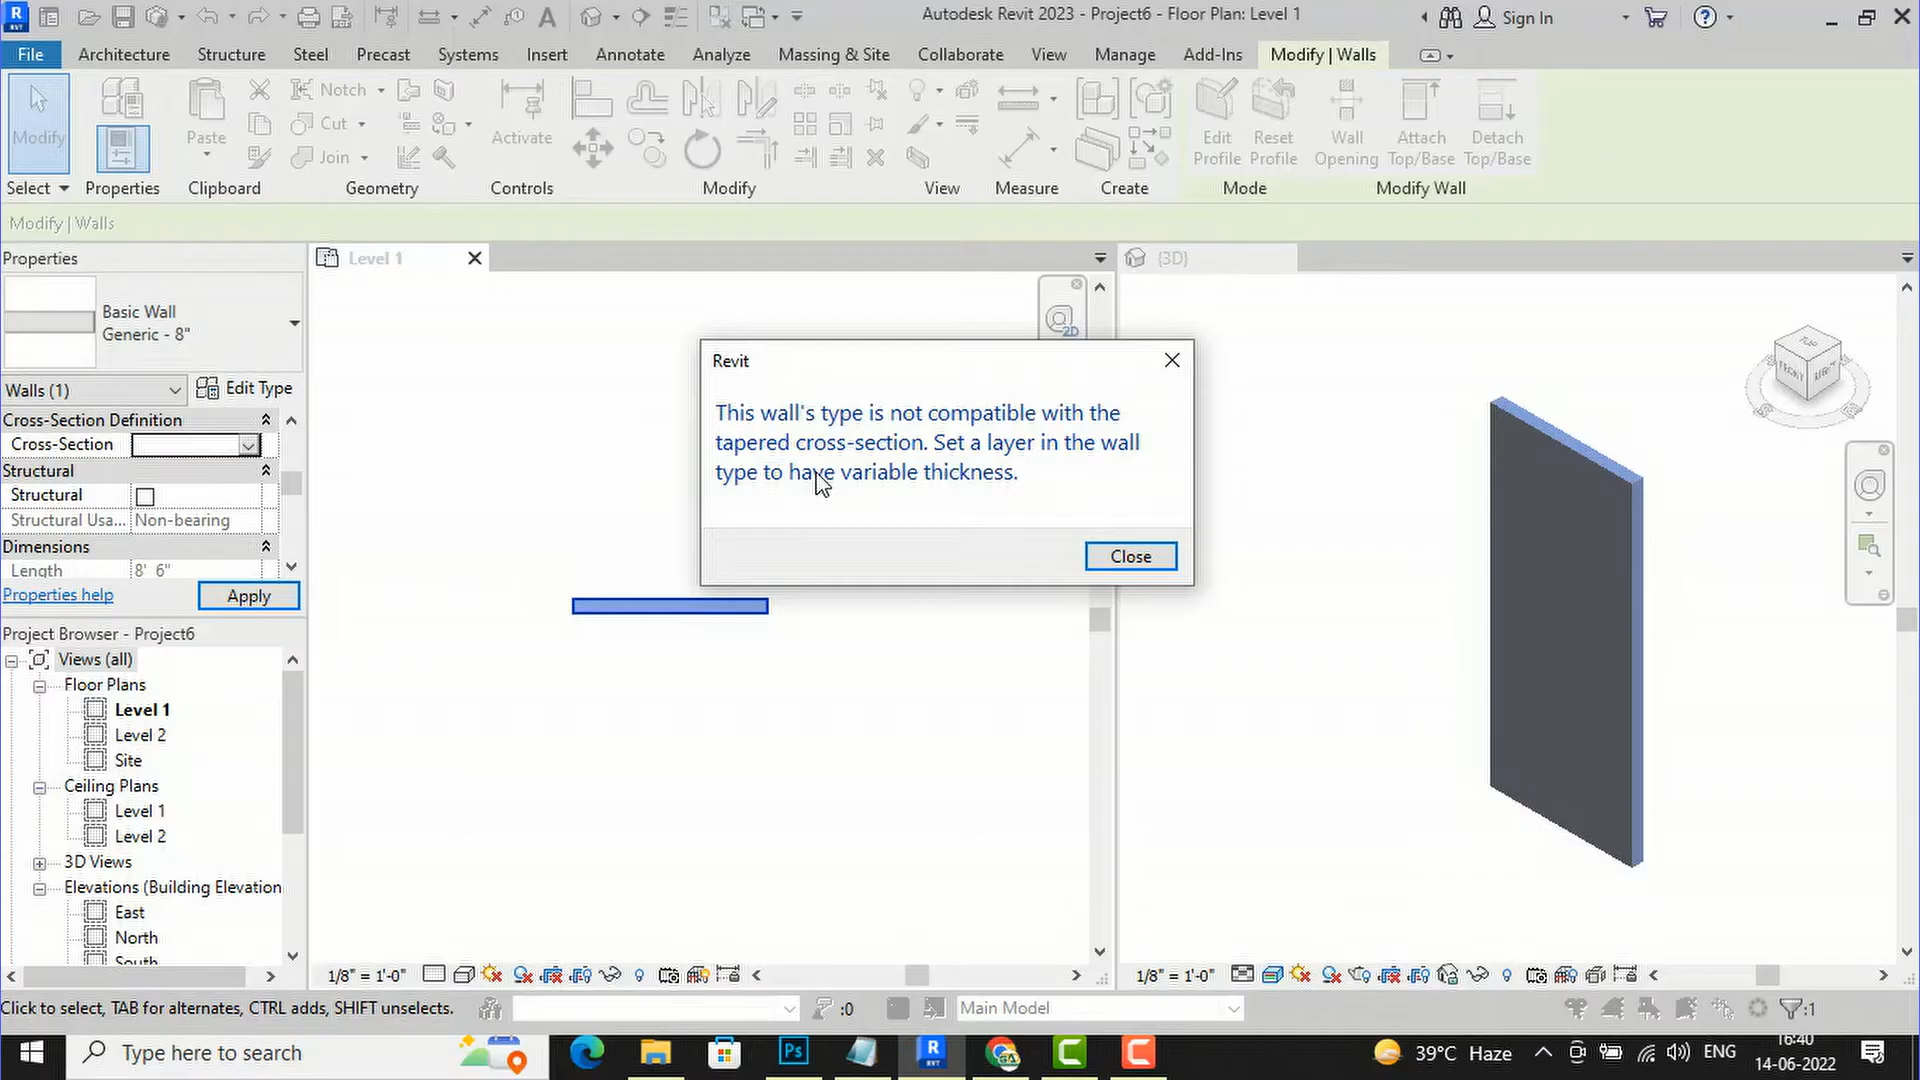 Autodesk Revit 2023 - Project6 - Floor Plan: Level 1
Sign In
File
Architecture
Structure
Steel
Precast
Systems
Insert
Annotate
Analyze
Massing & Site
Collaborate
View
Manage
Add-Ins
Modify | Walls
Modify
Paste
Notch
Cut
Join
Activate
Edit Profile
Reset Profile
Wall Opening
Attach Top/Base
Detach Top/Base
Select
Properties
Clipboard
Geometry
Controls
Modify
View
Measure
Create
Mode
Modify Wall
Modify | Walls
Properties
Level 1
{3D}
Basic Wall
Generic - 8"
2D
TOP
FRONT
RIGHT
Walls (1)
Edit Type
Cross-Section Definition
Cross-Section
Structural
Structural
Structural Usa...
Non-bearing
Dimensions
Length
8' 6"
Properties help
Apply
Revit
This wall's type is not compatible with the
tapered cross-section. Set a layer in the wall
type to have variable thickness.
Close
Project Browser - Project6
Views (all)
Floor Plans
Level 1
Level 2
Site
Ceiling Plans
Level 1
Level 2
3D Views
Elevations (Building Elevation
East
North
South
1/8" = 1'-0"
1/8" = 1'-0"
Click to select, TAB for alternates, CTRL adds, SHIFT unselects.
:0
Main Model
:1
Type here to search
Ps
R
RVT
39°C Haze
ENG
16:40
14-06-2022